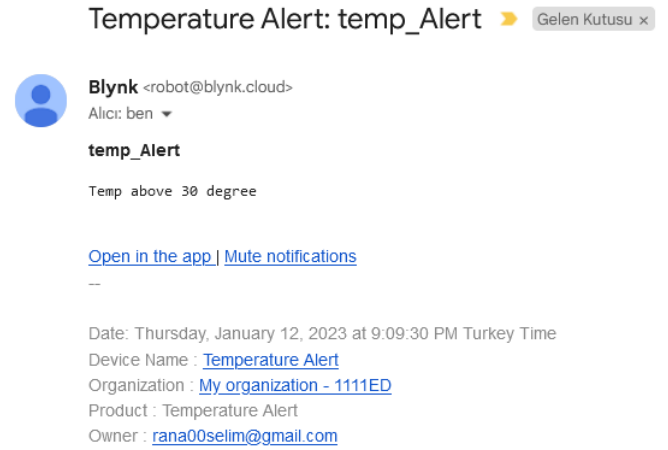 Temperature Alert: temp_Alert Gelen Kutusu x
Blynk <robot@blynk.cloud>
Alıcı: ben
temp_Alert
Temp above 30 degree
Open in the app | Mute notifications
--
Date: Thursday, January 12, 2023 at 9:09:30 PM Turkey Time
Device Name : Temperature Alert
Organization : My organization - 1111ED
Product : Temperature Alert
Owner : rana00selim@gmail.com